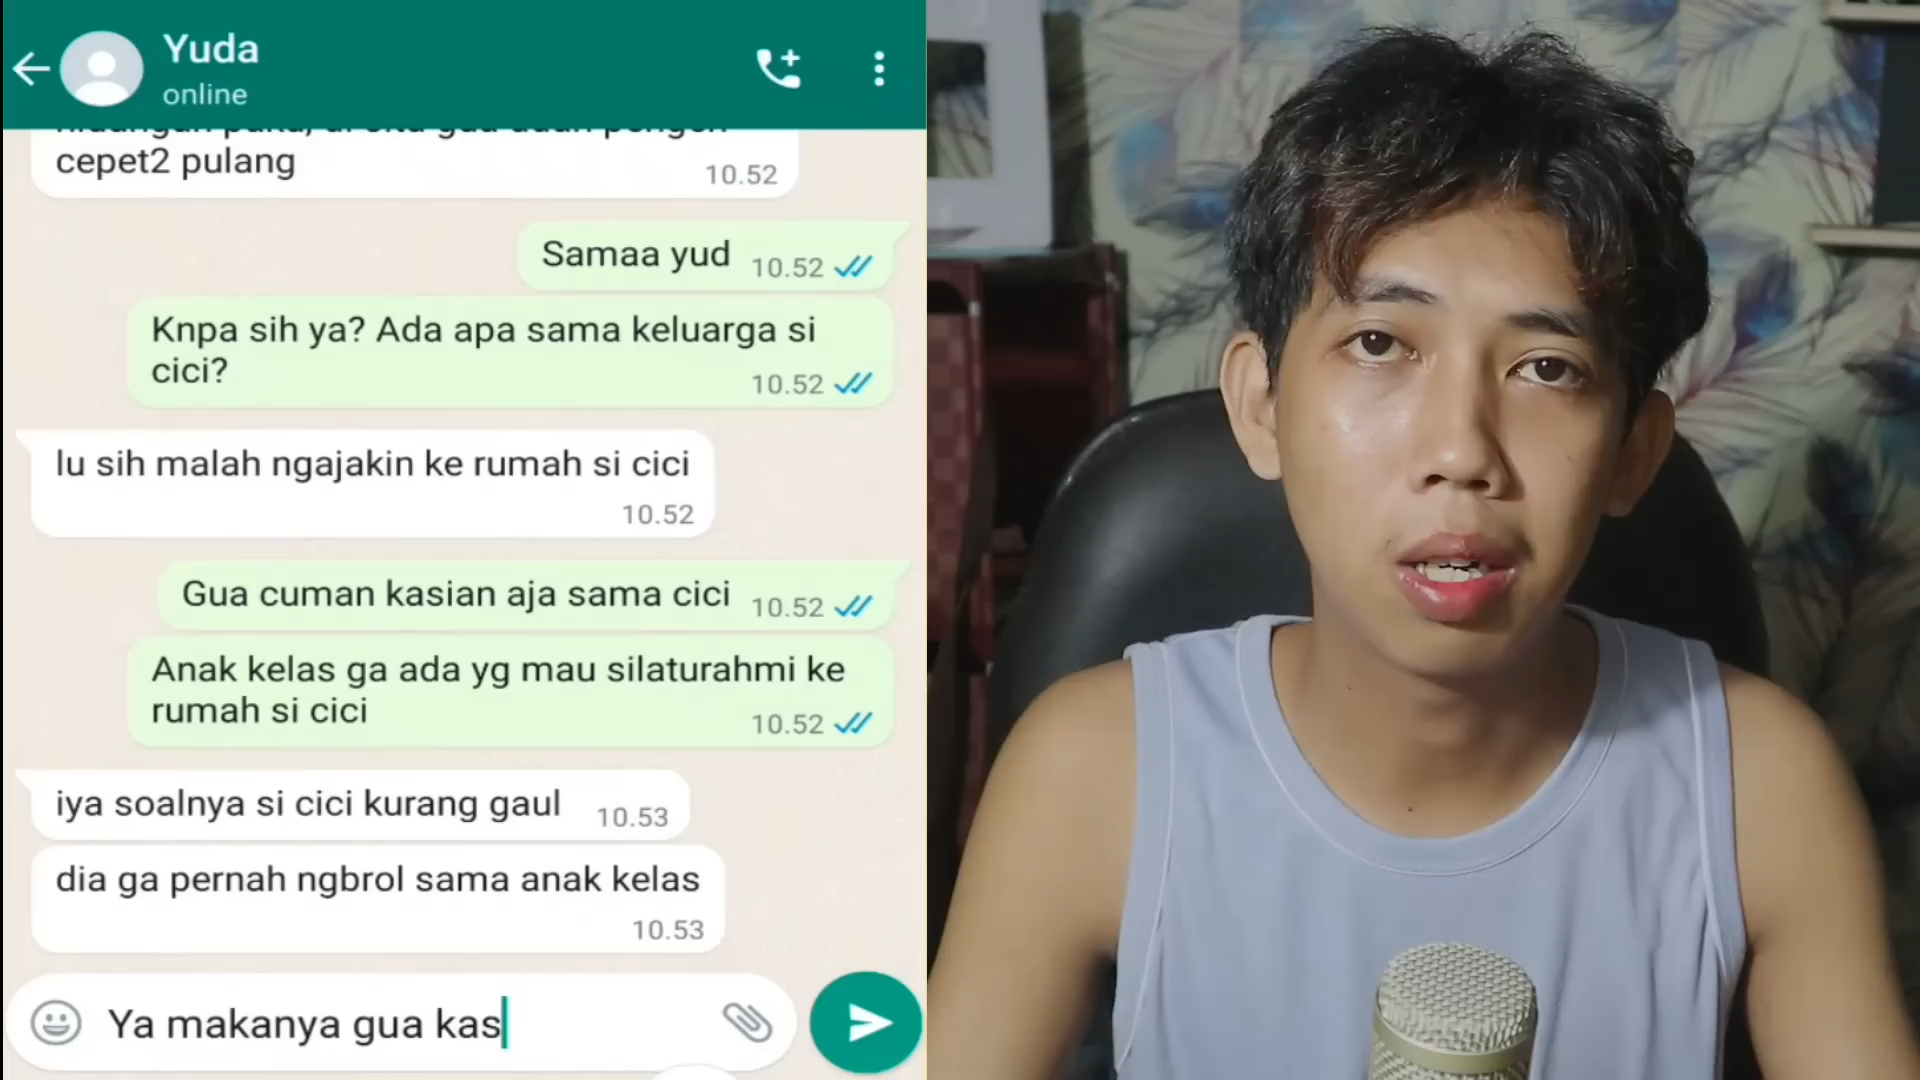 Yuda
online
cepet2 pulang
10.52
Samaa yud
10.52
Knpa sih ya? Ada apa sama keluarga si
cici?
10.52
lu sih malah ngajakin ke rumah si cici
10.52
Gua cuman kasian aja sama cici
10.52
Anak kelas ga ada yg mau silaturahmi ke
rumah si cici
10.52
iya soalnya si cici kurang gaul
10.53
dia ga pernah ngbrol sama anak kelas
10.53
Ya makanya gua kas